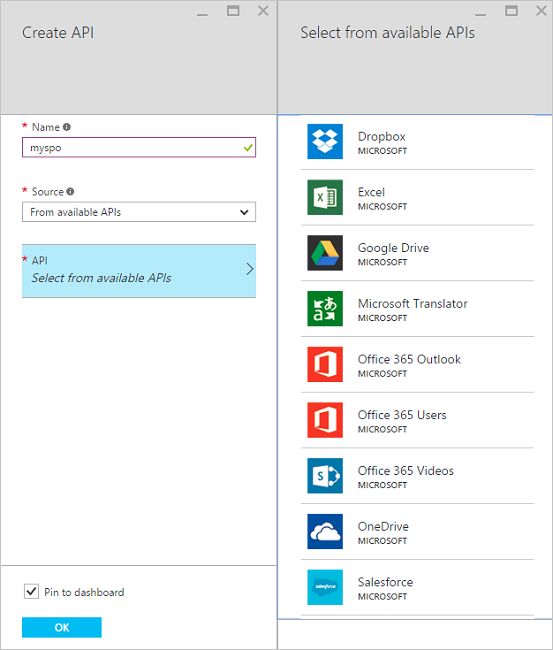 Create API
* Name
myspo
* Source
From available APIs
* API
Select from available APIs
Pin to dashboard
OK
Select from available APIs
Dropbox
MICROSOFT
Excel
MICROSOFT
Google Drive
MICROSOFT
Microsoft Translator
MICROSOFT
Office 365 Outlook
MICROSOFT
Office 365 Users
MICROSOFT
Office 365 Videos
MICROSOFT
OneDrive
MICROSOFT
salesforce
Salesforce
MICROSOFT